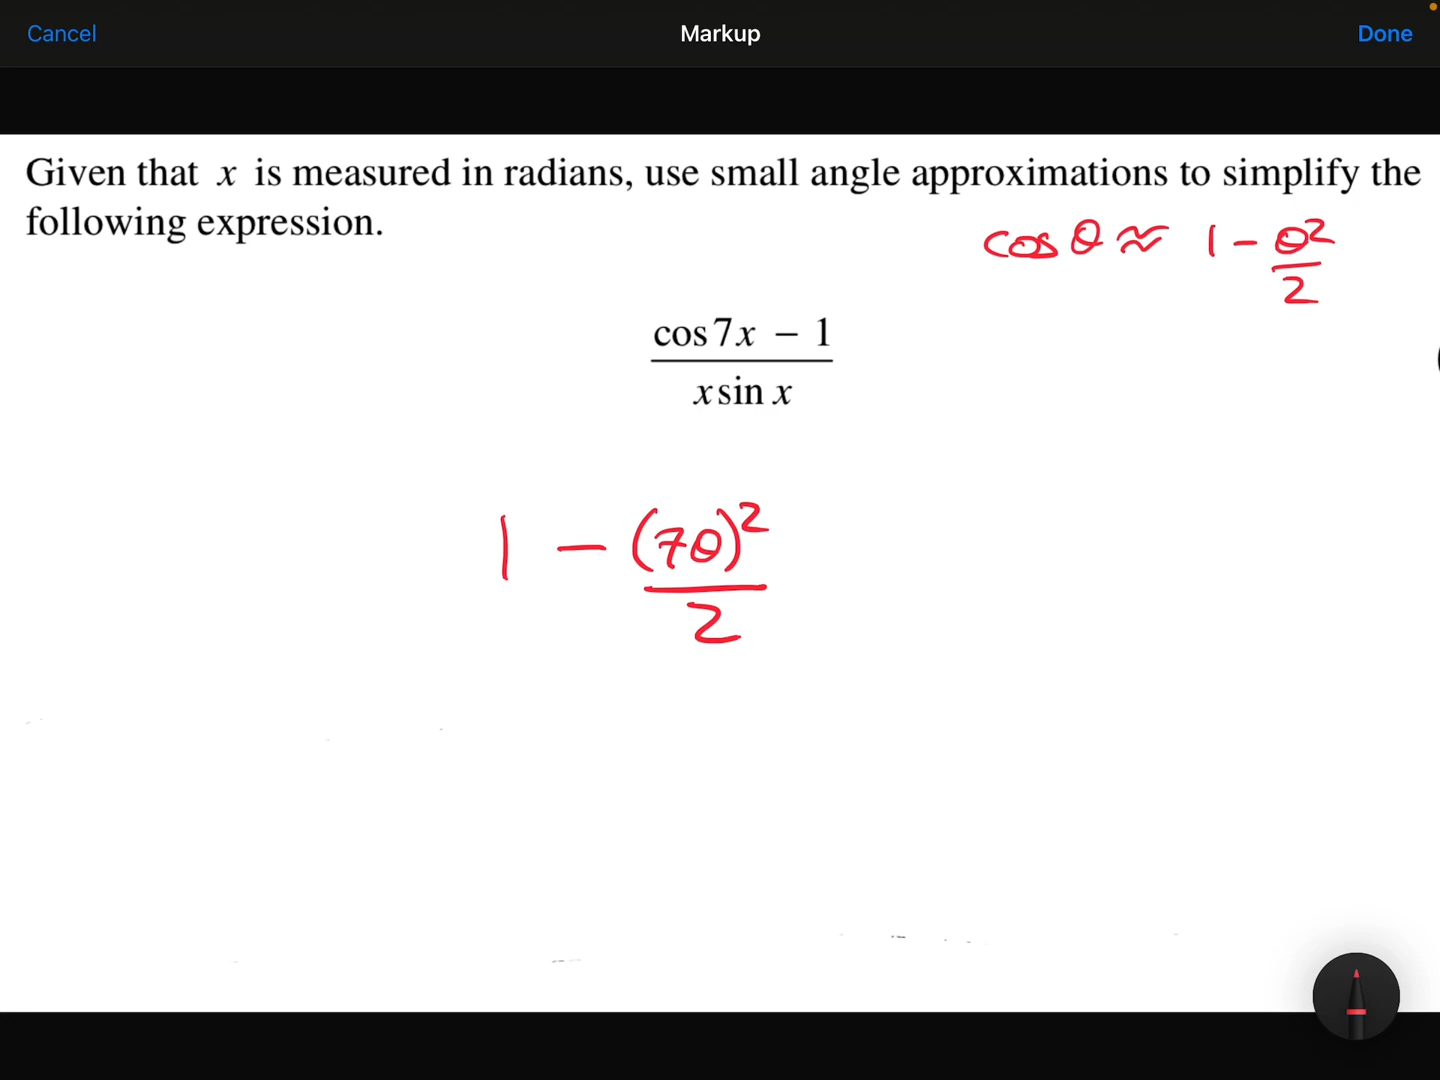 Cancel Markup Done
Given that x is measured in radians, use small angle approximations to simplify the
following expression.
cos θ ≈ 1 - θ²/2
cos 7x − 1
x sin x
1 - (7θ)²
2